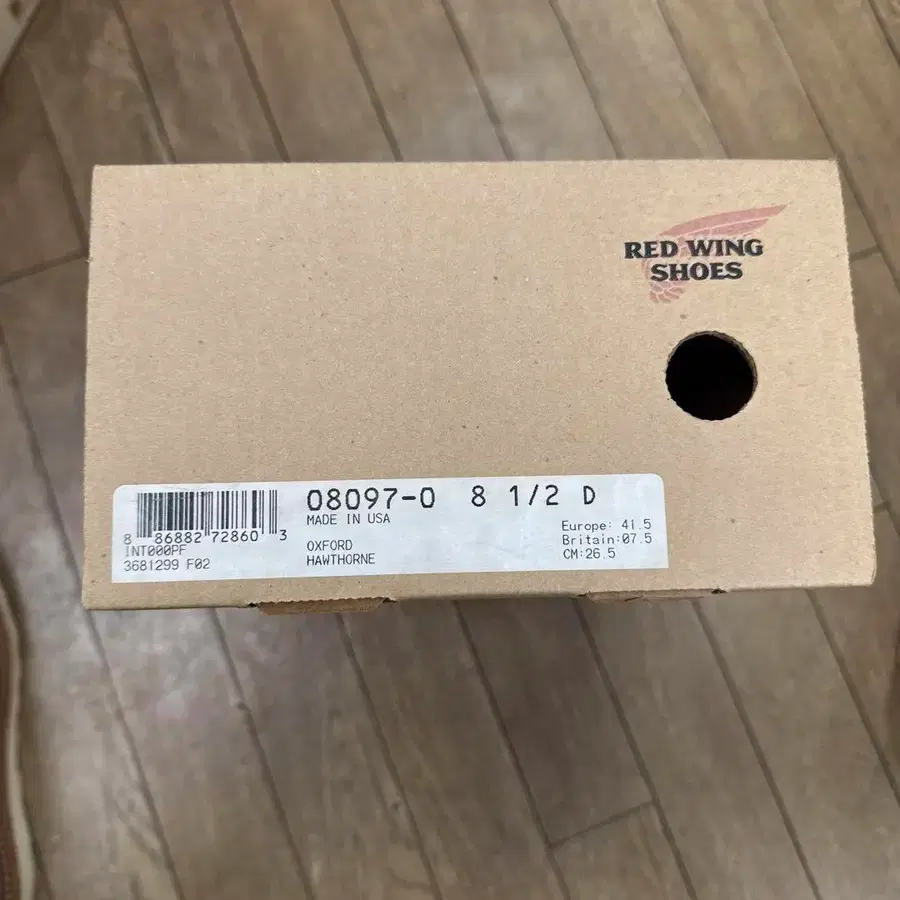 RED WING
SHOES
08097-0 8 1/2 D
MADE IN USA
8 86882 72860 3
INT000PF
3681299 F02
OXFORD
HAWTHORNE
Europe: 41.5
Britain:07.5
CM:26.5